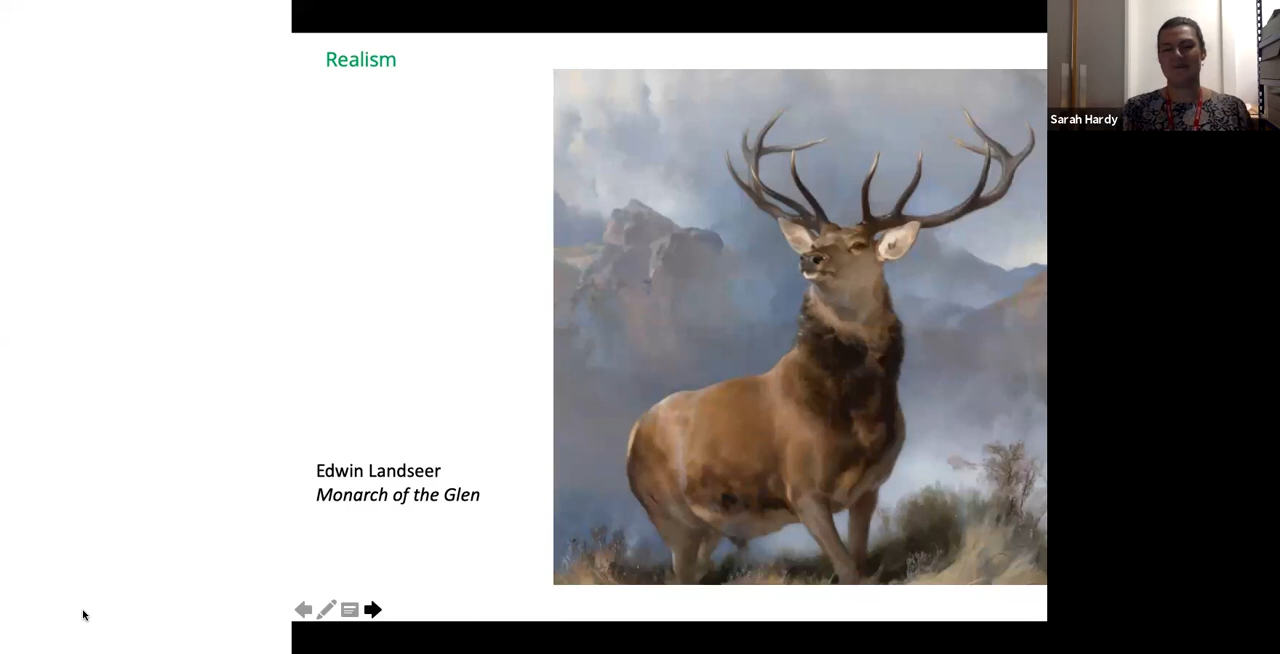 Realism
Sarah Hardy
Edwin Landseer
Monarch of the Glen